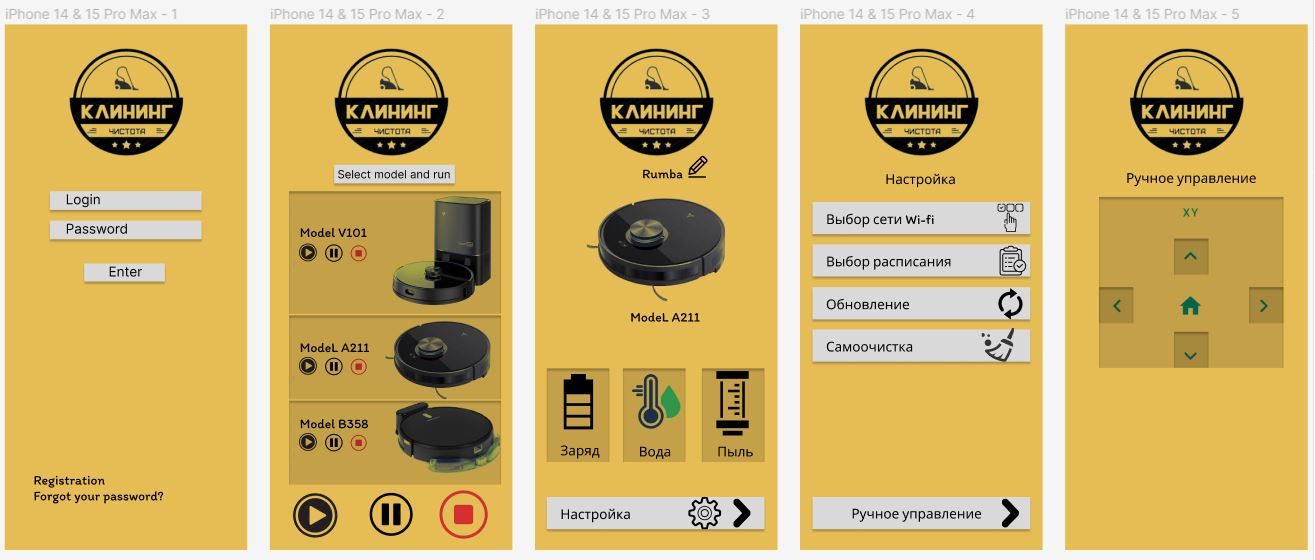 iPhone 14 & 15 Pro Max - 1
КЛИНИНГ
ЧИСТОТА
Login
Password
Enter
Registration
Forgot your password?
iPhone 14 & 15 Pro Max - 2
КЛИНИНГ
ЧИСТОТА
Select model and run
Model V101
ModeL A211
Model B358
iPhone 14 & 15 Pro Max - 3
КЛИНИНГ
ЧИСТОТА
Rumba
ModeL A211
Заряд
Вода
Пыль
Настройка
iPhone 14 & 15 Pro Max - 4
КЛИНИНГ
ЧИСТОТА
Настройка
Выбор сети Wi-fi
Выбор расписания
Обновление
Самоочистка
Ручное управление
iPhone 14 & 15 Pro Max - 5
КЛИНИНГ
ЧИСТОТА
Ручное управление
XY